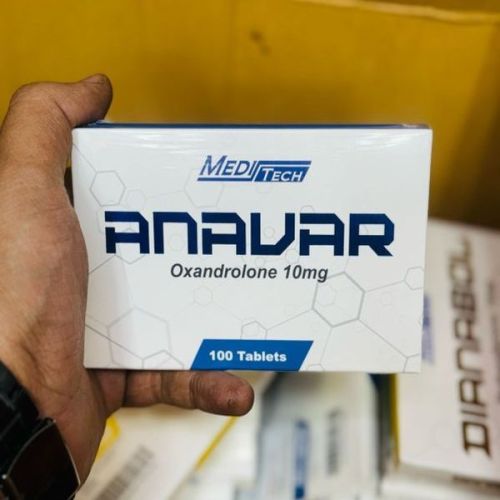 MEDITECH
ANAVAR
Oxandrolone 10mg
100 Tablets
DIANABOL